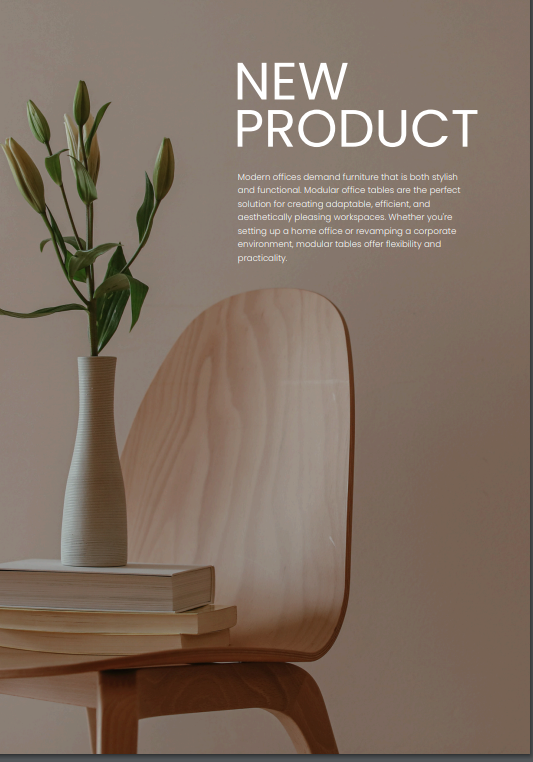 NEW
PRODUCT
Modern offices demand furniture that is both stylish
and functional. Modular office tables are the perfect
solution for creating adaptable, efficient, and
aesthetically pleasing workspaces. Whether you're
setting up a home office or revamping a corporate
environment, modular tables offer flexibility and
practicality.